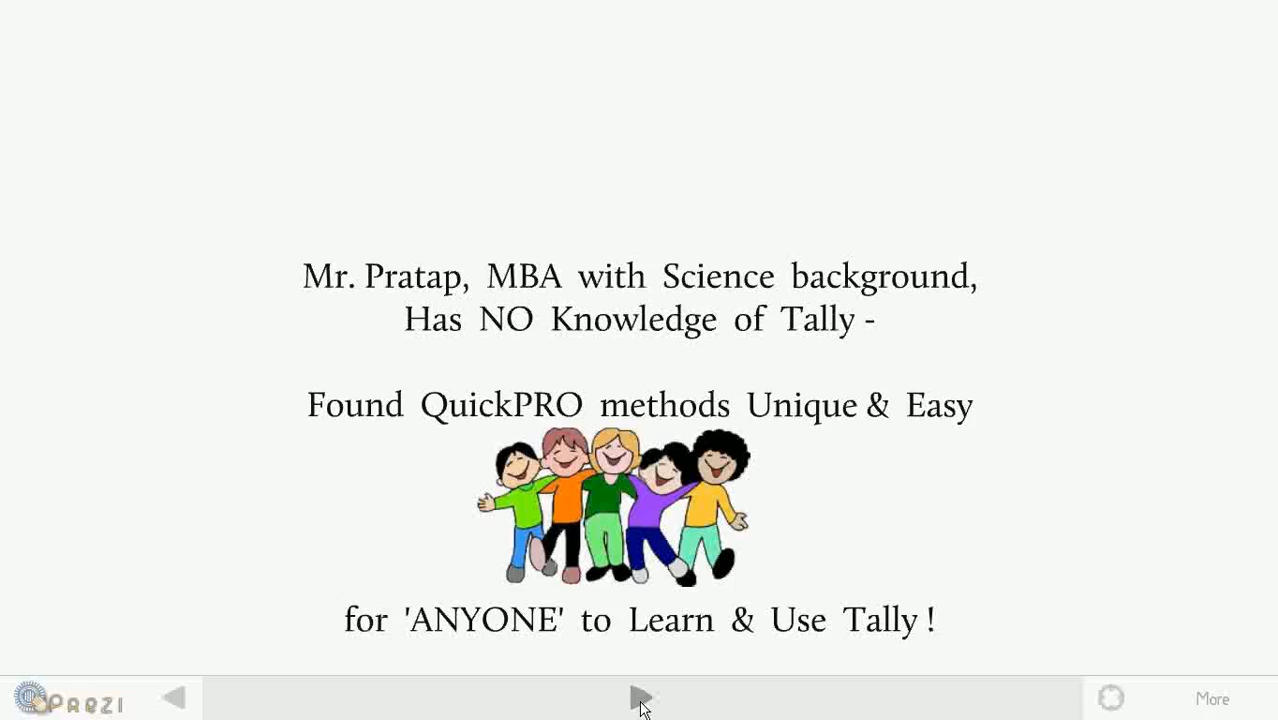 Mr. Pratap, MBA with Science background,
Has NO Knowledge of Tally -
Found QuickPRO methods Unique & Easy
for 'ANYONE' to Learn & Use Tally !
PREZI
More